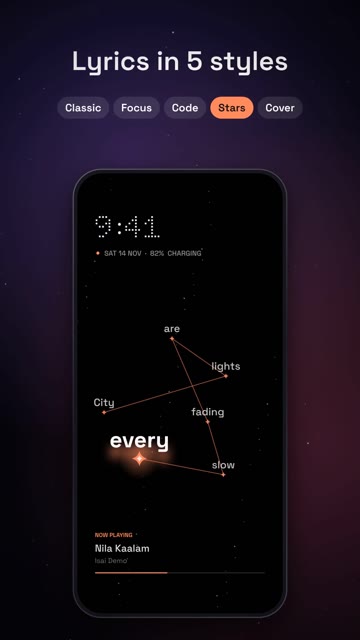 Lyrics in 5 styles
Classic Focus Code Stars Cover
9:41
SAT 14 NOV · 82% CHARGING
are
lights
City
fading
every
slow
NOW PLAYING
Nila Kaalam
Isai Demo